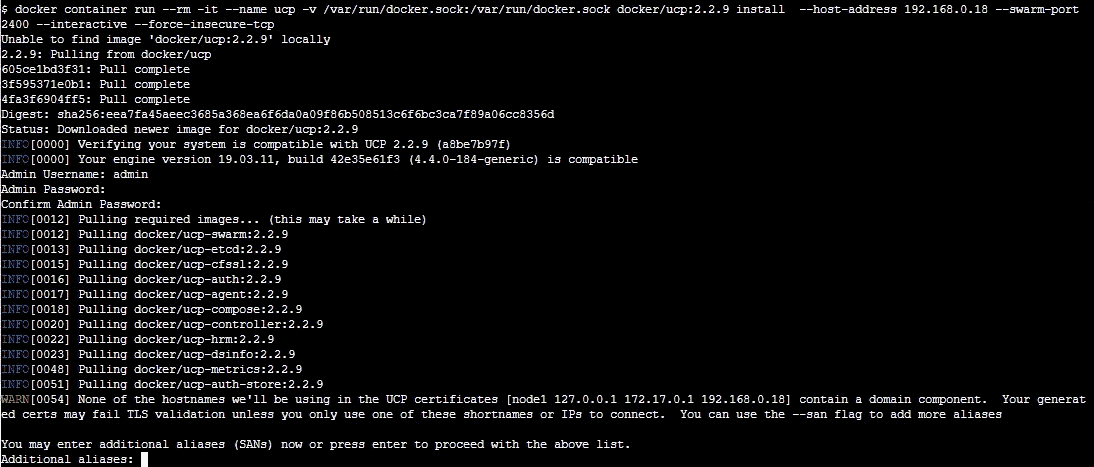 $ docker container run --rm -it --name ucp -v /var/run/docker.sock:/var/run/docker.sock docker/ucp:2.2.9 install  --host-address 192.168.0.18 --swarm-port
2400 --interactive --force-insecure-tcp
Unable to find image 'docker/ucp:2.2.9' locally
2.2.9: Pulling from docker/ucp
605ce1bd3f31: Pull complete
3f595371e0b1: Pull complete
4fa3f6904ff5: Pull complete
Digest: sha256:eea7fa45aeec3685a368ea6f6da0a09f86b508513c6f6bc3ca7f89a06cc8356d
Status: Downloaded newer image for docker/ucp:2.2.9
INFO[0000] Verifying your system is compatible with UCP 2.2.9 (a8be7b97f)
INFO[0000] Your engine version 19.03.11, build 42e35e61f3 (4.4.0-184-generic) is compatible
Admin Username: admin
Admin Password:
Confirm Admin Password:
INFO[0012] Pulling required images... (this may take a while)
INFO[0012] Pulling docker/ucp-swarm:2.2.9
INFO[0013] Pulling docker/ucp-etcd:2.2.9
INFO[0015] Pulling docker/ucp-cfssl:2.2.9
INFO[0016] Pulling docker/ucp-auth:2.2.9
INFO[0017] Pulling docker/ucp-agent:2.2.9
INFO[0018] Pulling docker/ucp-compose:2.2.9
INFO[0020] Pulling docker/ucp-controller:2.2.9
INFO[0022] Pulling docker/ucp-hrm:2.2.9
INFO[0023] Pulling docker/ucp-dsinfo:2.2.9
INFO[0048] Pulling docker/ucp-metrics:2.2.9
INFO[0051] Pulling docker/ucp-auth-store:2.2.9
WARN[0054] None of the hostnames we'll be using in the UCP certificates [node1 127.0.0.1 172.17.0.1 192.168.0.18] contain a domain component.  Your generat
ed certs may fail TLS validation unless you only use one of these shortnames or IPs to connect.  You can use the --san flag to add more aliases
You may enter additional aliases (SANs) now or press enter to proceed with the above list.
Additional aliases: